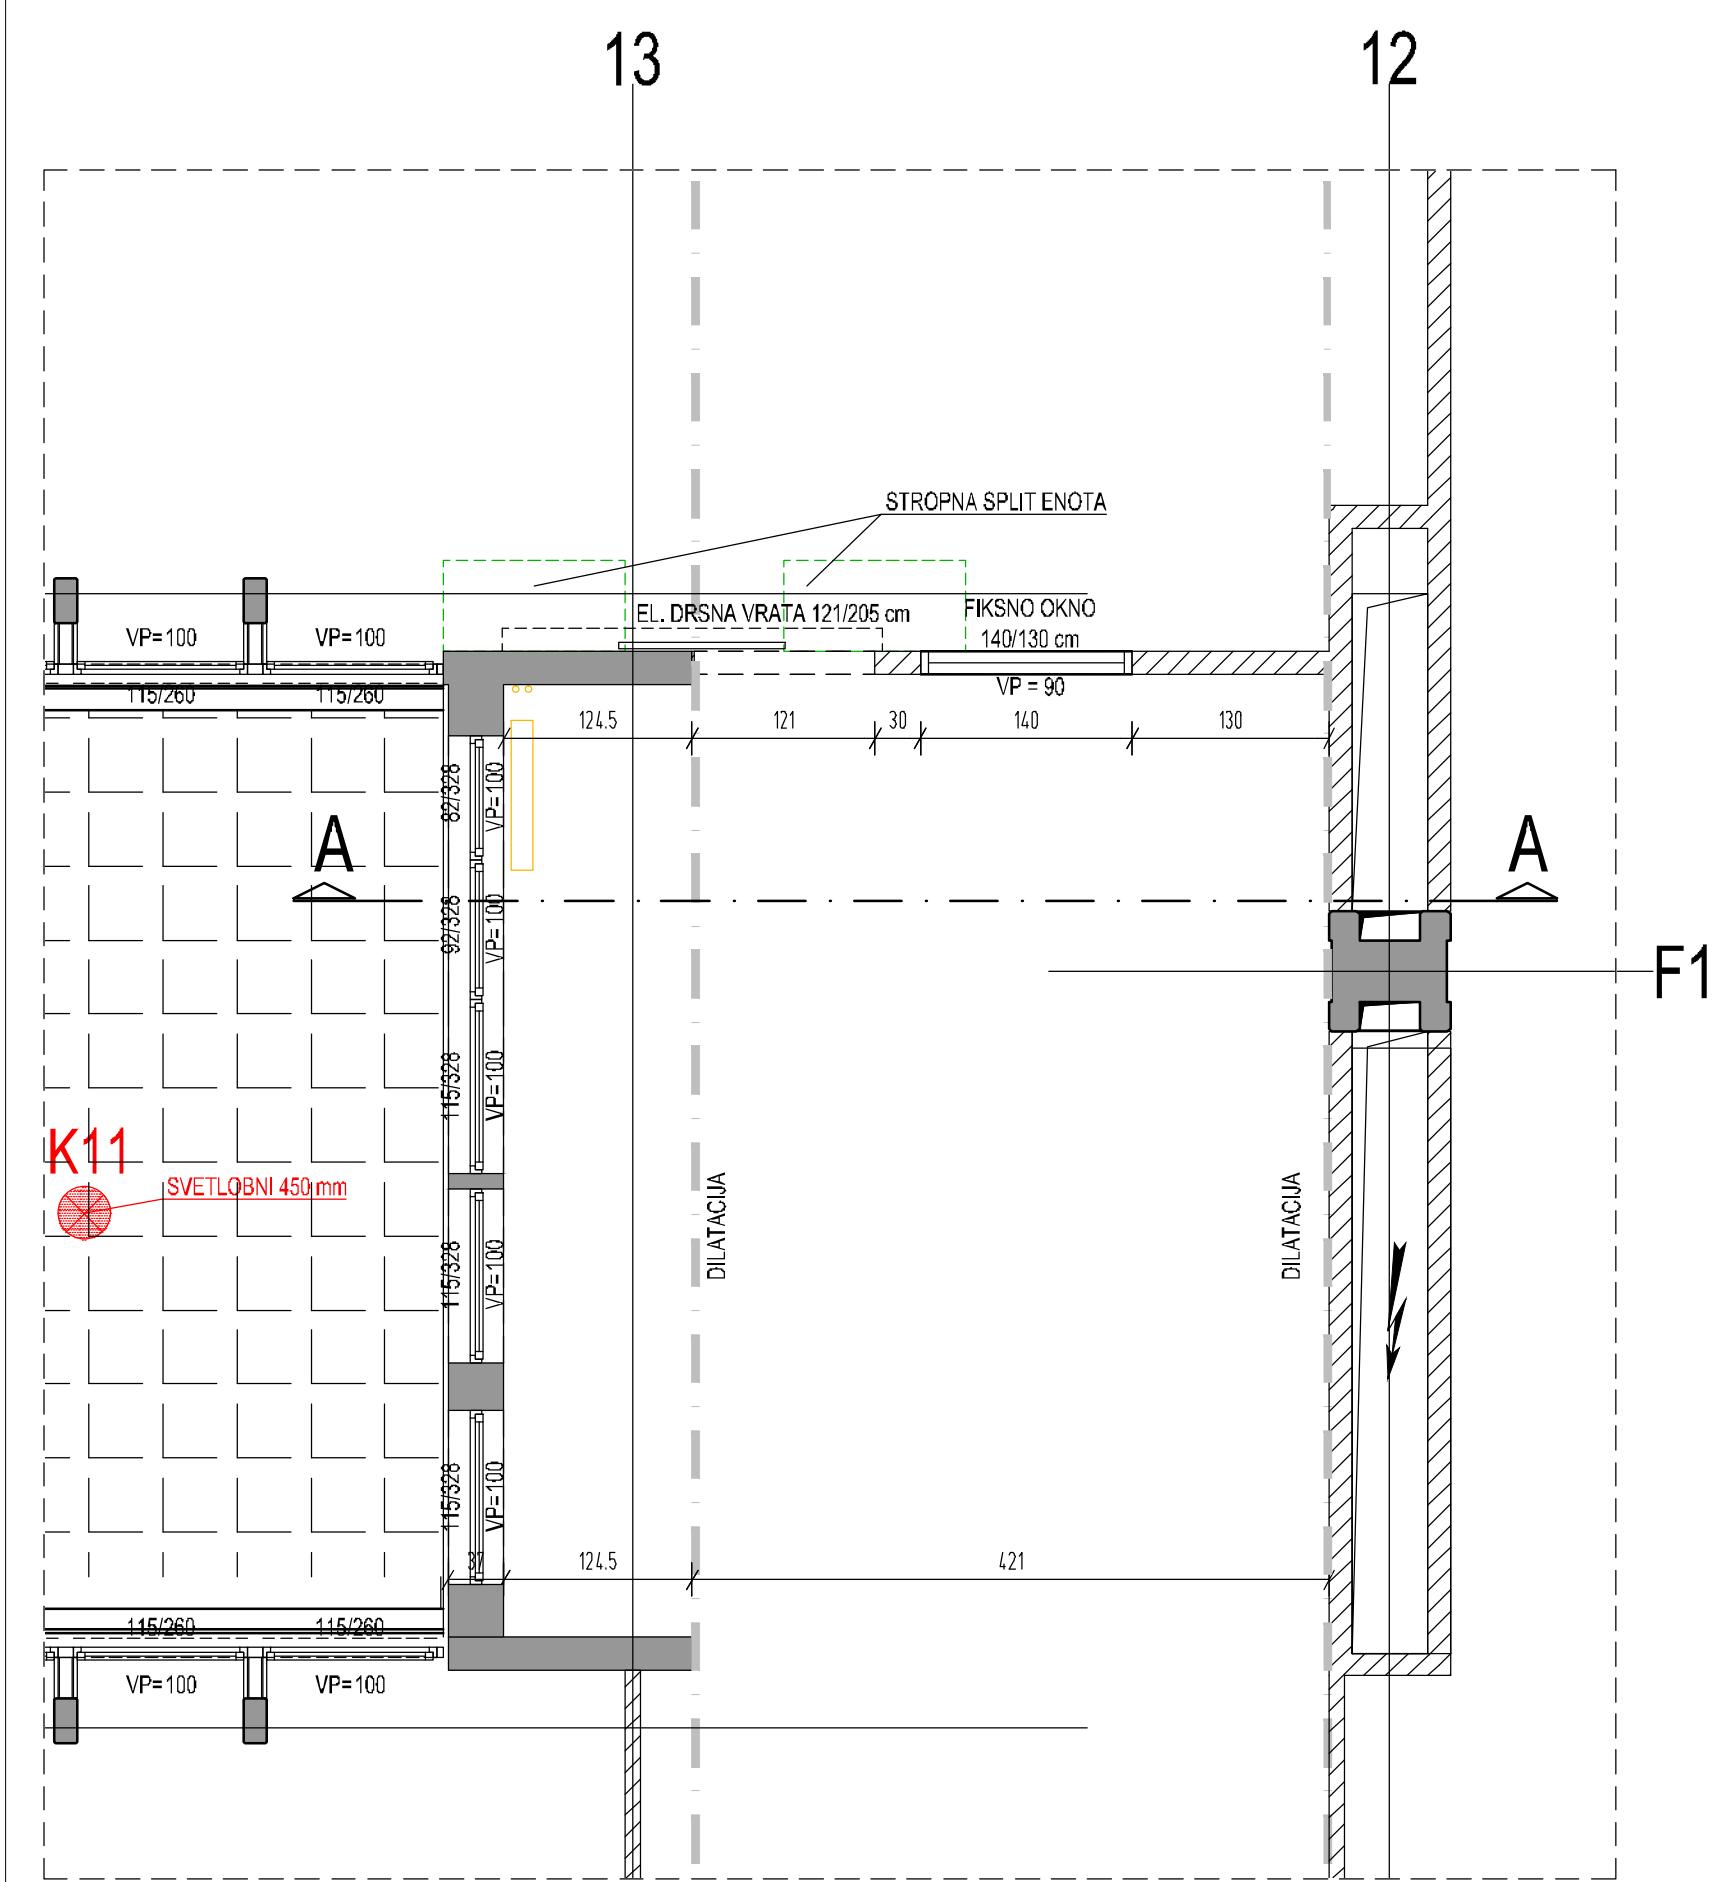 13
12
STROPNA SPLIT ENOTA
EL. DRSNA VRATA 121/205 cm
FIKSNO OKNO
140/130 cm
VP=100
VP=100
115/260
115/260
VP = 90
124.5
121
30
140
130
82/328
VP=100
A
A
92/328
VP=100
F1
115/328
VP=100
K11
SVETLOBNI 450 mm
DILATACIJA
DILATACIJA
115/328
VP=100
115/328
VP=100
37
124.5
421
115/260
115/260
VP=100
VP=100